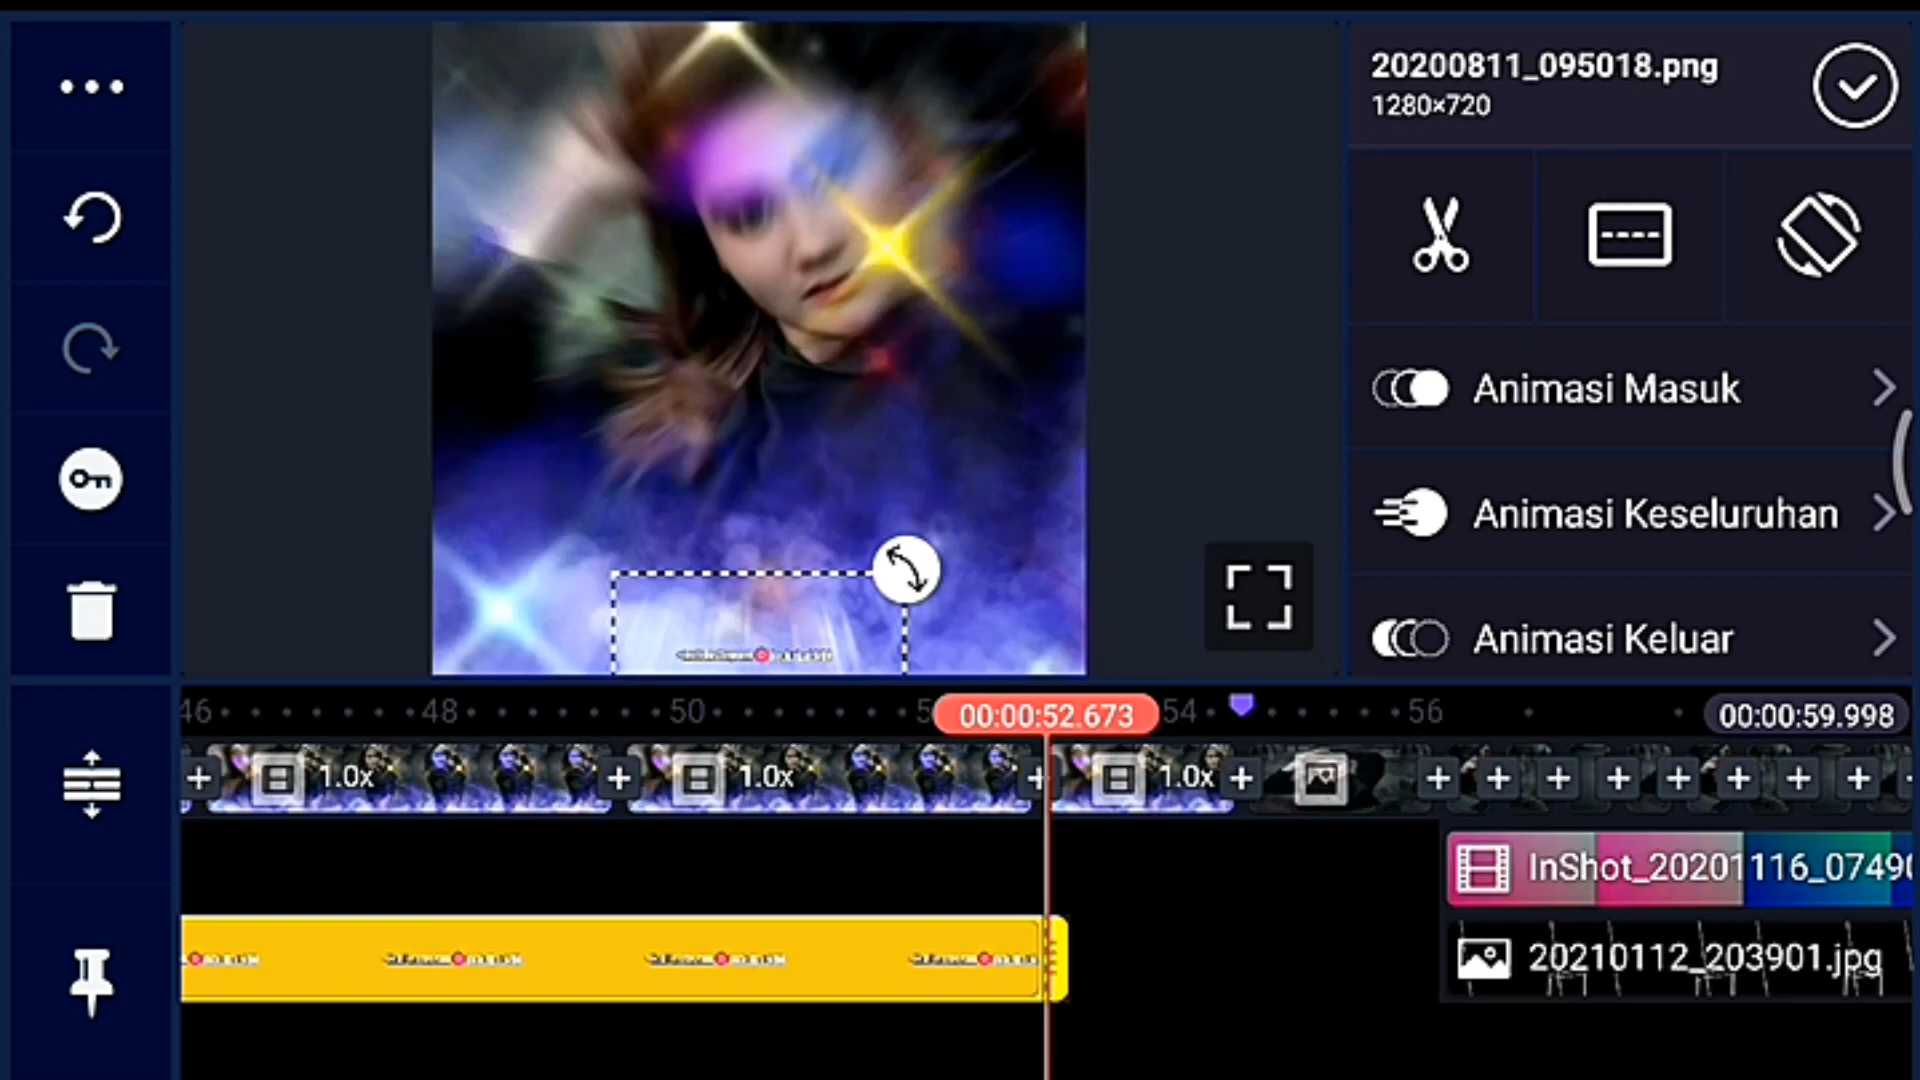 20200811_095018.png
1280×720
Animasi Masuk
Animasi Keseluruhan
Animasi Keluar
46 48 50 00:00:52.673 54 56 00:00:59.998
1.0x 1.0x 1.0x
InShot_20201116_07490
20210112_203901.jpg